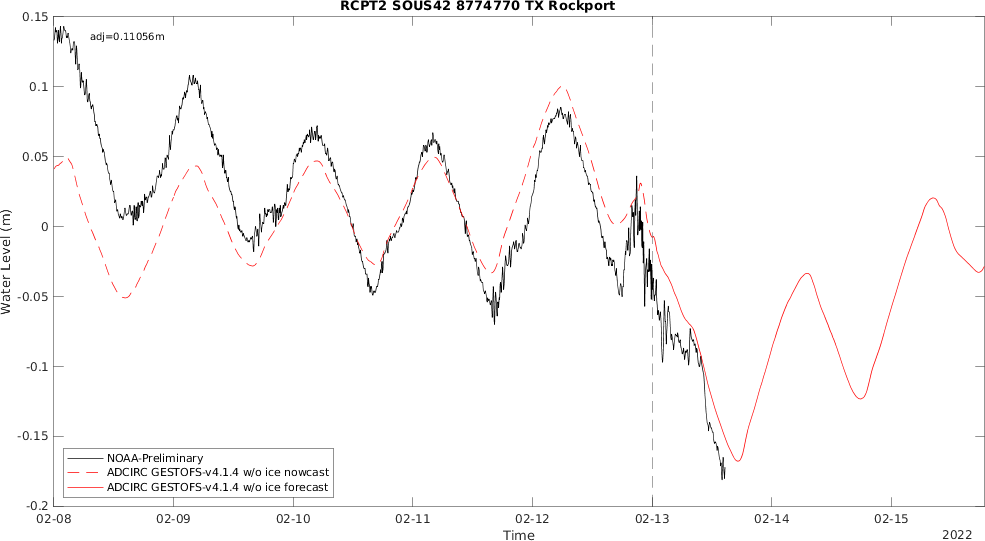 RCPT2 SOUS42 8774770 TX Rockport
adj=0.11056m
0.15
0.1
0.05
0
-0.05
-0.1
-0.15
-0.2
Water Level (m)
NOAA-Preliminary
ADCIRC GESTOFS-v4.1.4 w/o ice nowcast
ADCIRC GESTOFS-v4.1.4 w/o ice forecast
02-08 02-09 02-10 02-11 02-12 02-13 02-14 02-15
Time
2022